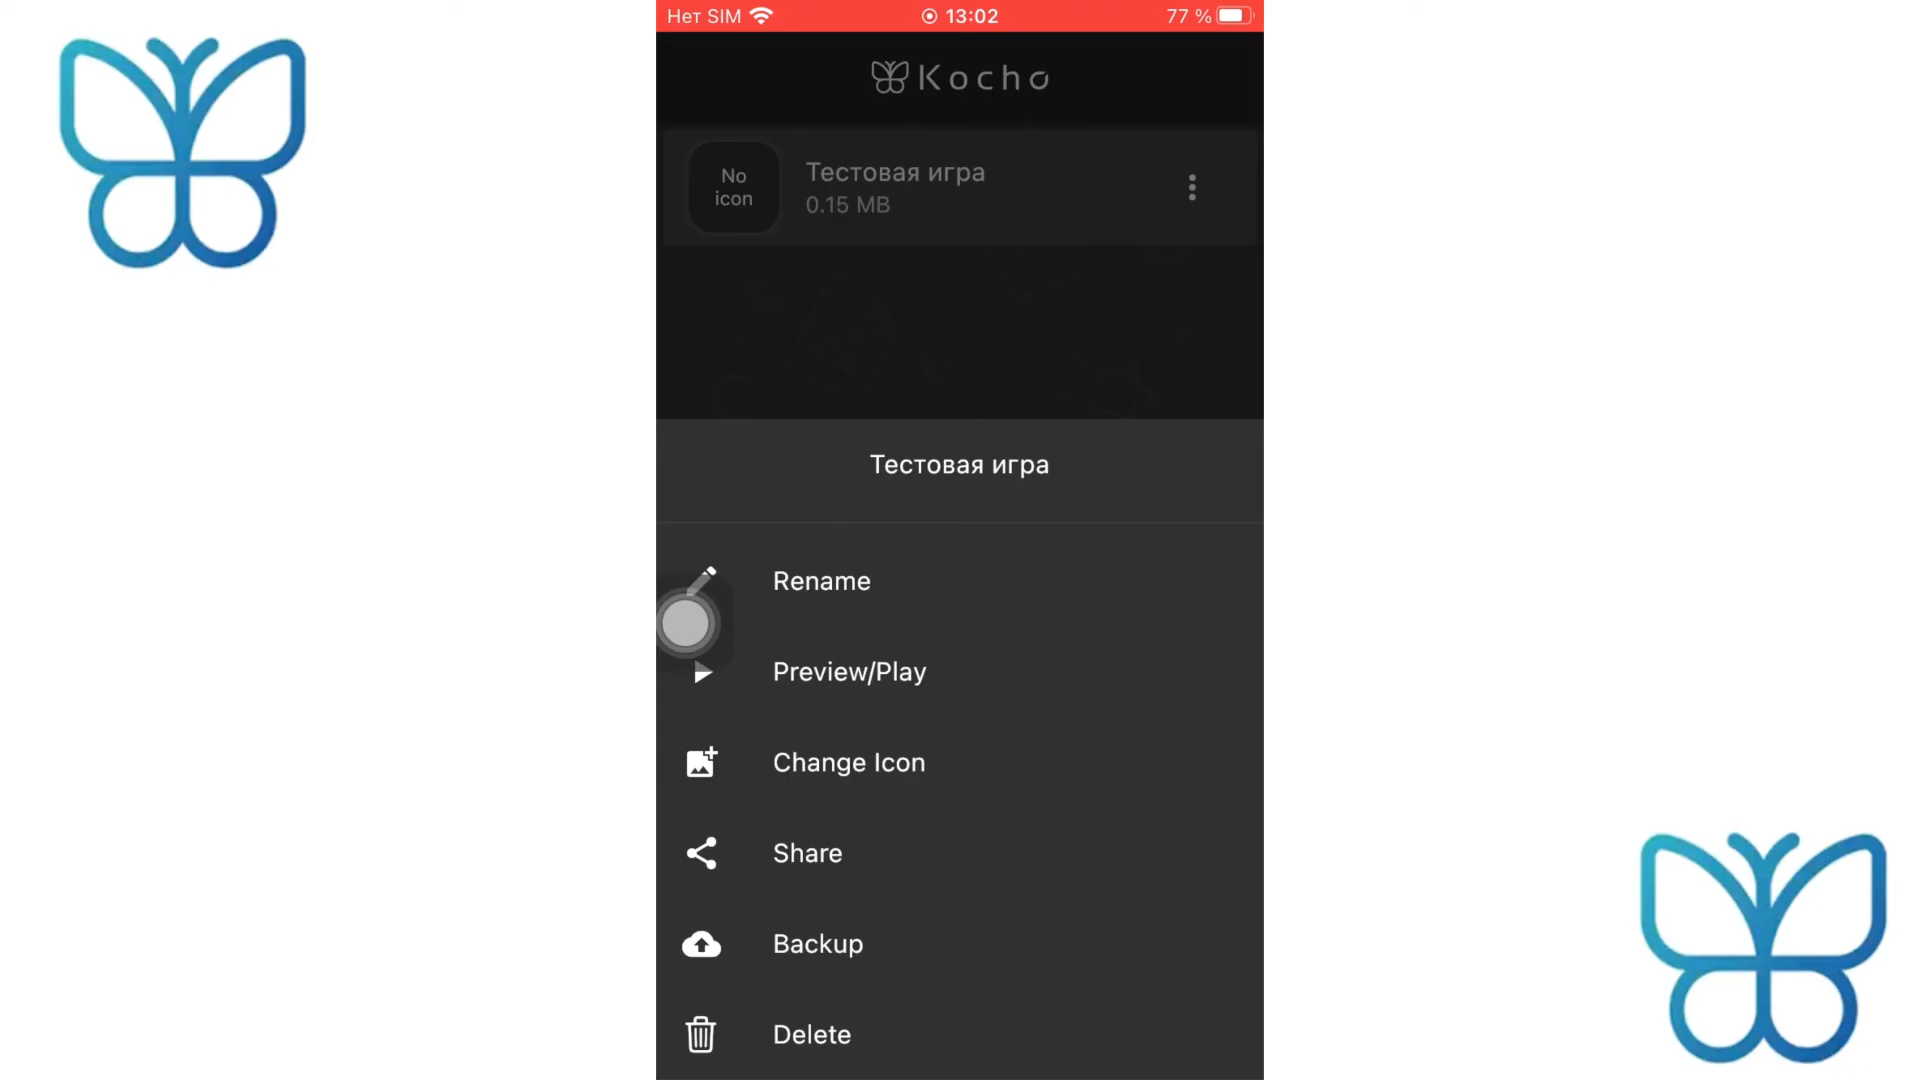 Нет SIM 13:02 77 %
Kocho
No
icon
Тестовая игра
0.15 MB
Тестовая игра
Rename
Preview/Play
Change Icon
Share
Backup
Delete